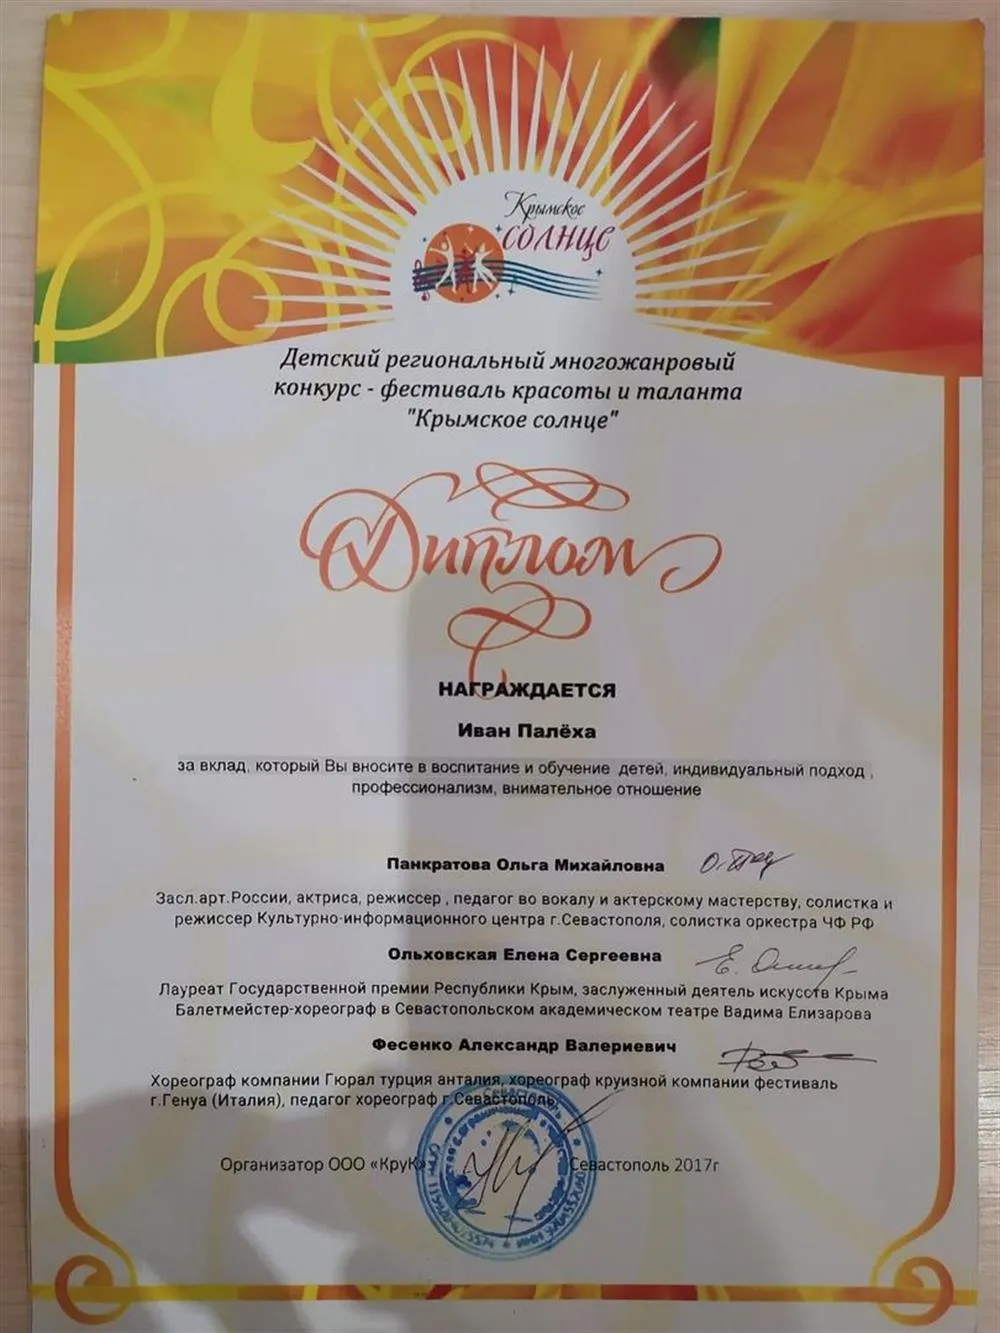 Крымское
солнце
Детский региональный многожанровый
конкурс - фестиваль красоты и таланта
"Крымское солнце"
Диплом
НАГРАЖДАЕТСЯ
Иван Палёха
за вклад, который Вы вносите в воспитание и обучение детей, индивидуальный подход ,
профессионализм, внимательное отношение
Панкратова Ольга Михайловна
Засл.арт.России, актриса, режиссер , педагог во вокалу и актерскому мастерству, солистка и
режиссер Культурно-информационного центра г.Севастополя, солистка оркестра ЧФ РФ
Ольховская Елена Сергеевна
Лауреат Государственной премии Республики Крым, заслуженный деятель искусств Крыма
Балетмейстер-хореограф в Севастопольском академическом театре Вадима Елизарова
Фесенко Александр Валериевич
Хореограф компании Гюрал турция анталия, хореограф круизной компании фестиваль
г.Генуа (Италия), педагог хореограф г.Севастополь
Организатор ООО «КруК» Севастополь 2017г